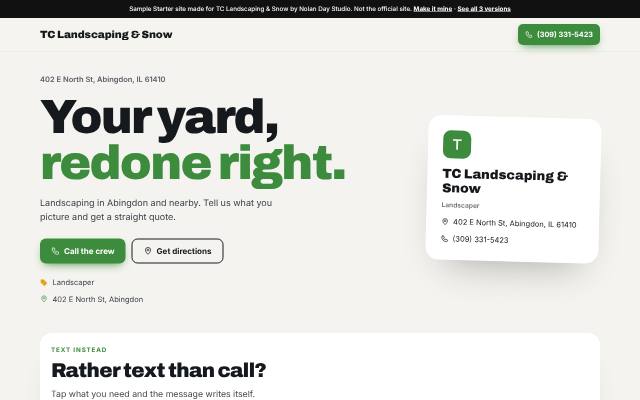 Sample Starter site made for TC Landscaping & Snow by Nolan Day Studio. Not the official site. Make it mine · See all 3 versions
TC Landscaping & Snow
(309) 331-5423
402 E North St, Abingdon, IL 61410
Your yard,
redone right.
Landscaping in Abingdon and nearby. Tell us what you
picture and get a straight quote.
Call the crew
Get directions
Landscaper
402 E North St, Abingdon
T
TC Landscaping &
Snow
Landscaper
402 E North St, Abingdon, IL 61410
(309) 331-5423
TEXT INSTEAD
Rather text than call?
Tap what you need and the message writes itself.